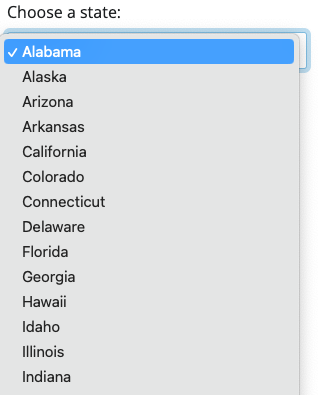 Choose a state:
✓ Alabama
Alaska
Arizona
Arkansas
California
Colorado
Connecticut
Delaware
Florida
Georgia
Hawaii
Idaho
Illinois
Indiana